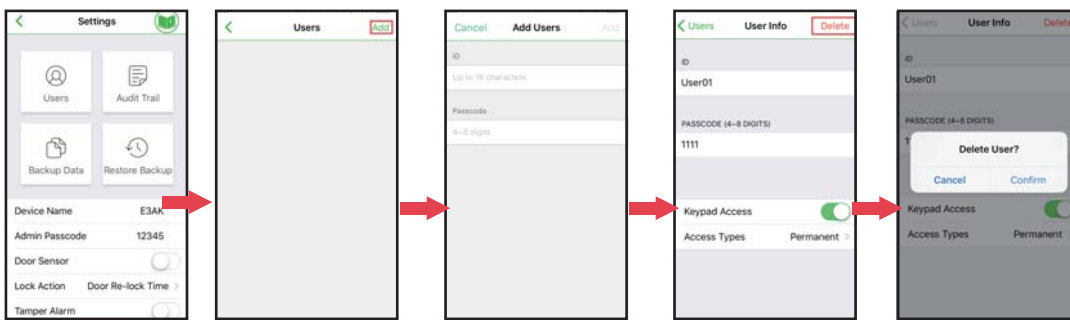 Settings
Users
Audit Trail
Backup Data
Restore Backup
Device Name E3AK
Admin Passcode 12345
Door Sensor
Lock Action Door Re-lock Time >
Tamper Alarm
< Users Add
Cancel Add Users Add
ID
Up to 16 characters
Passcode
4~8 digits
< Users User Info Delete
ID
User01
PASSCODE (4~8 DIGITS)
1111
Keypad Access
Access Types Permanent >
< Users User Info Delete
ID
User01
PASSCODE (4~8 DIGITS)
Delete User?
Cancel Confirm
Keypad Access
Access Types Permanent